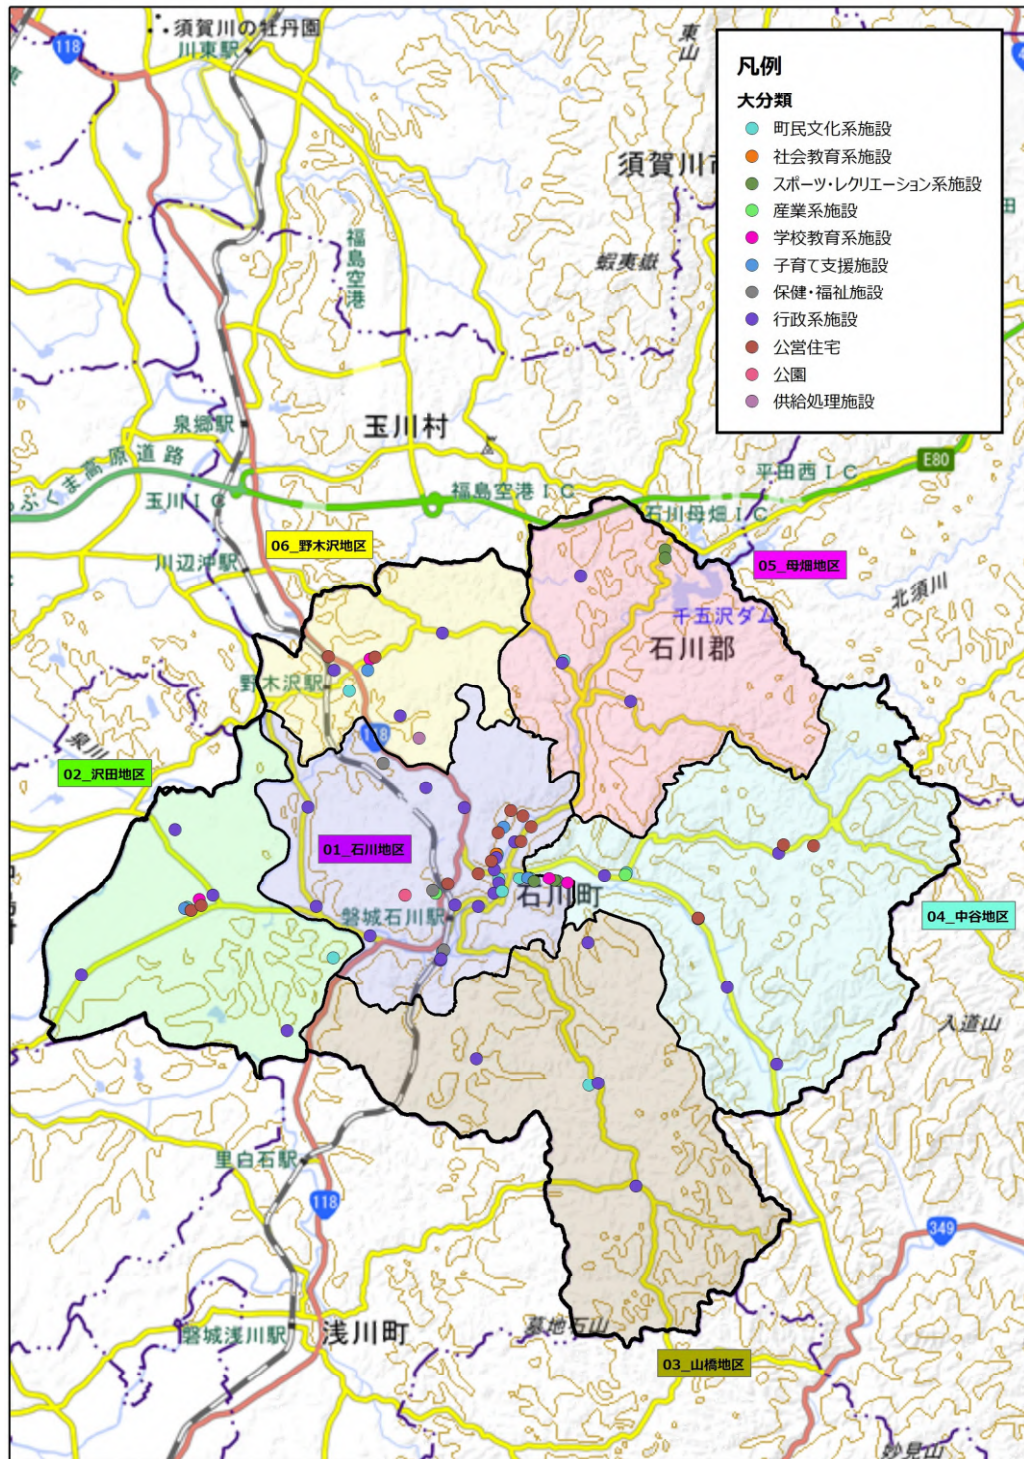 須賀川の牡丹園
118
川東駅
東山
凡例
大分類
町民文化系施設
社会教育系施設
スポーツ・レクリエーション系施設
産業系施設
学校教育系施設
子育て支援施設
保健・福祉施設
行政系施設
公営住宅
公園
供給処理施設
須賀川市
蝦夷嶽
福島空港
泉郷駅
玉川村
E80
あぶくま高原道路
平田西ＩＣ
玉川ＩＣ
福島空港ＩＣ
石川母畑ＩＣ
06_野木沢地区
川辺沖駅
05_母畑地区
北須川
千五沢ダム
石川郡
野木沢駅
118
泉川
02_沢田地区
01_石川地区
石川町
磐城石川駅
04_中谷地区
入道山
里白石駅
118
349
磐城浅川駅
浅川町
墓地石山
03_山橋地区
妙見山